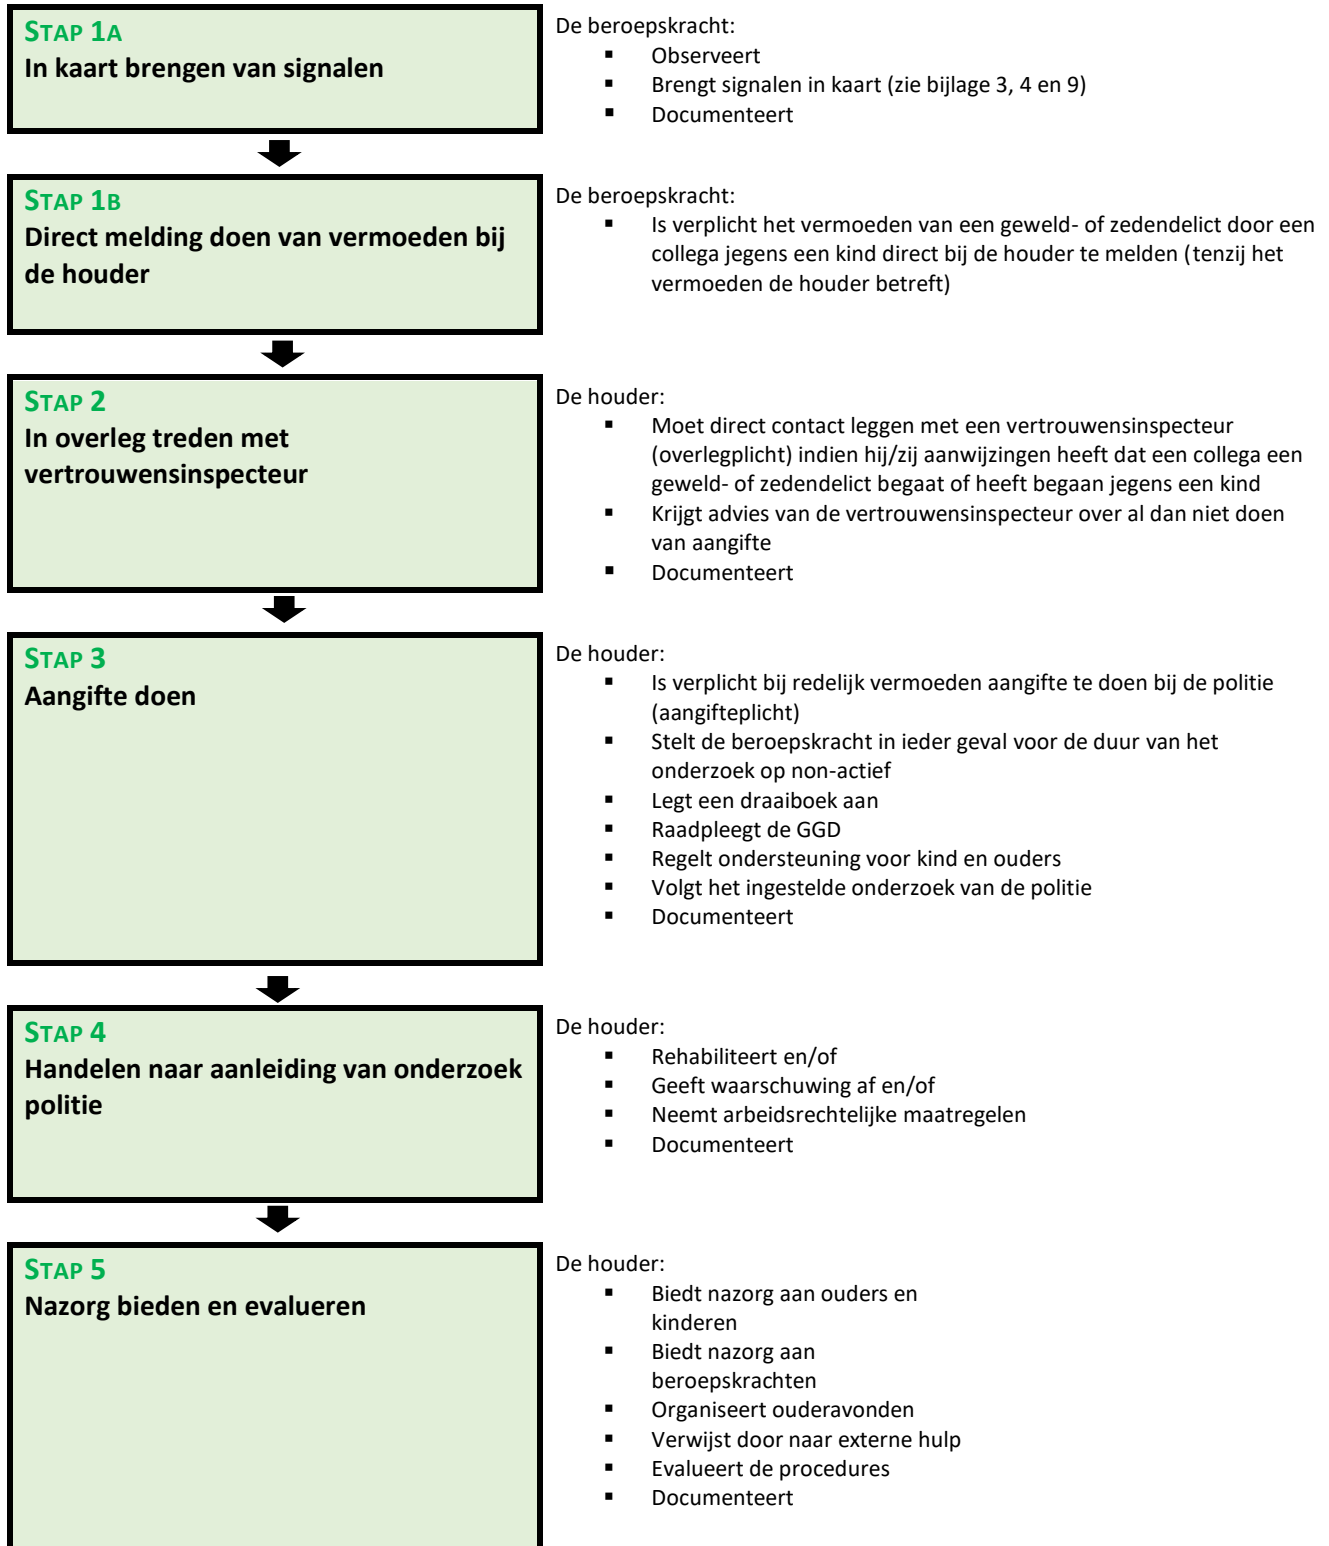 STAP 1A
In kaart brengen van signalen
De beroepskracht:
▪ Observeert
▪ Brengt signalen in kaart (zie bijlage 3, 4 en 9)
▪ Documenteert
STAP 1B
Direct melding doen van vermoeden bij
de houder
De beroepskracht:
▪ Is verplicht het vermoeden van een geweld- of zedendelict door een
collega jegens een kind direct bij de houder te melden (tenzij het
vermoeden de houder betreft)
STAP 2
In overleg treden met
vertrouwensinspecteur
De houder:
▪ Moet direct contact leggen met een vertrouwensinspecteur
(overlegplicht) indien hij/zij aanwijzingen heeft dat een collega een
geweld- of zedendelict begaat of heeft begaan jegens een kind
▪ Krijgt advies van de vertrouwensinspecteur over al dan niet doen
van aangifte
▪ Documenteert
STAP 3
Aangifte doen
De houder:
▪ Is verplicht bij redelijk vermoeden aangifte te doen bij de politie
(aangifteplicht)
▪ Stelt de beroepskracht in ieder geval voor de duur van het
onderzoek op non-actief
▪ Legt een draaiboek aan
▪ Raadpleegt de GGD
▪ Regelt ondersteuning voor kind en ouders
▪ Volgt het ingestelde onderzoek van de politie
▪ Documenteert
STAP 4
Handelen naar aanleiding van onderzoek
politie
De houder:
▪ Rehabiliteert en/of
▪ Geeft waarschuwing af en/of
▪ Neemt arbeidsrechtelijke maatregelen
▪ Documenteert
STAP 5
Nazorg bieden en evalueren
De houder:
▪ Biedt nazorg aan ouders en
kinderen
▪ Biedt nazorg aan
beroepskrachten
▪ Organiseert ouderavonden
▪ Verwijst door naar externe hulp
▪ Evalueert de procedures
▪ Documenteert